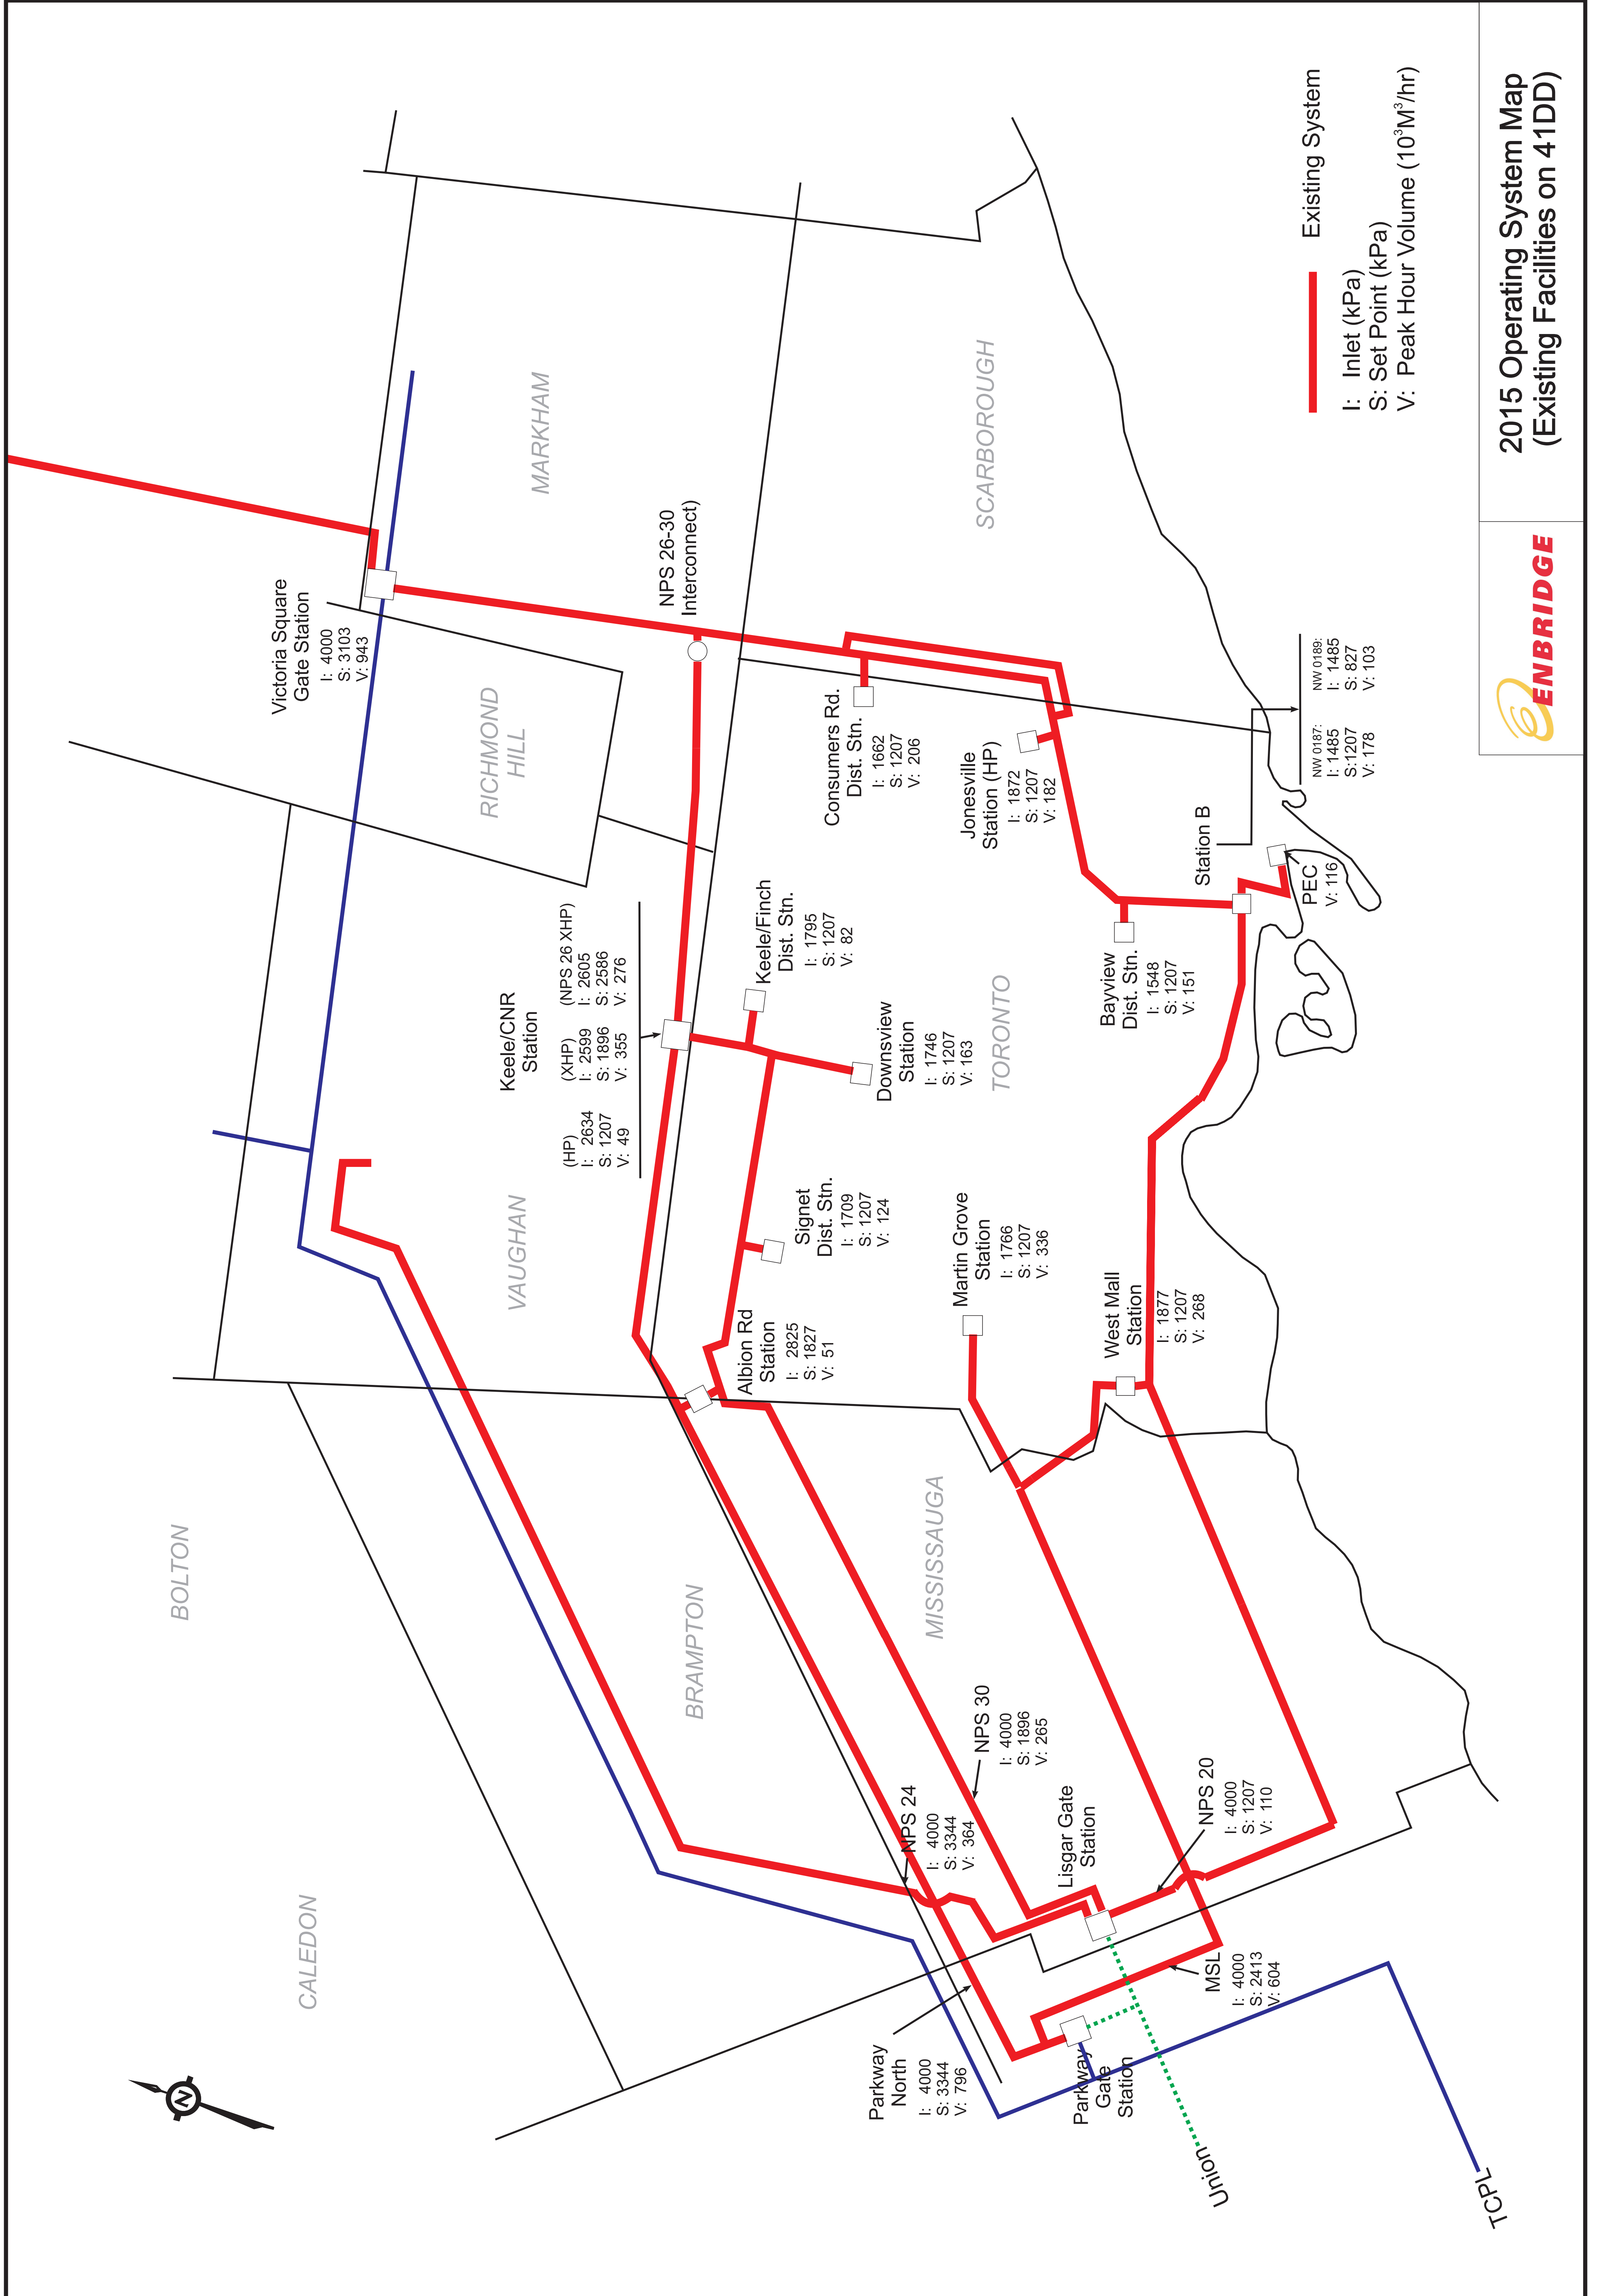 BOLTON
CALEDON
N
Victoria Square
Gate Station
I: 4000
S: 3103
V: 943
MARKHAM
RICHMOND
HILL
VAUGHAN
BRAMPTON
NPS 26-30
Interconnect)
Keele/CNR
Station
(HP)
I: 2634
S: 1207
V: 49
(XHP)
I: 2599
S: 1896
V: 355
(NPS 26 XHP)
I: 2605
S: 2586
V: 276
Keele/Finch
Dist. Stn.
I: 1795
S: 1207
V: 82
Consumers Rd.
Dist. Stn.
I: 1662
S: 1207
V: 206
SCARBOROUGH
Albion Rd
Station
I: 2825
S: 1827
V: 51
Signet
Dist. Stn.
I: 1709
S: 1207
V: 124
Downsview
Station
I: 1746
S: 1207
V: 163
Jonesville
Station (HP)
I: 1872
S: 1207
V: 182
TORONTO
MISSISSAUGA
Martin Grove
Station
I: 1766
S: 1207
V: 336
Parkway
North
I: 4000
S: 3344
V: 796
NPS 24
I: 4000
S: 3344
V: 364
NPS 30
I: 4000
S: 1896
V: 265
Lisgar Gate
Station
Parkway
Gate
Station
West Mall
Station
I: 1877
S: 1207
V: 268
Bayview
Dist. Stn.
I: 1548
S: 1207
V: 151
Station B
NW 0187:
I: 1485
S:1207
V: 178
NW 0189:
I: 1485
S: 827
V: 103
PEC
V: 116
NPS 20
I: 4000
S: 1207
V: 110
MSL
I: 4000
S: 2413
V: 604
Union
TCPL
Existing System
I: Inlet (kPa)
S: Set Point (kPa)
V: Peak Hour Volume (10³M³/hr)
ENBRIDGE
2015 Operating System Map
(Existing Facilities on 41DD)